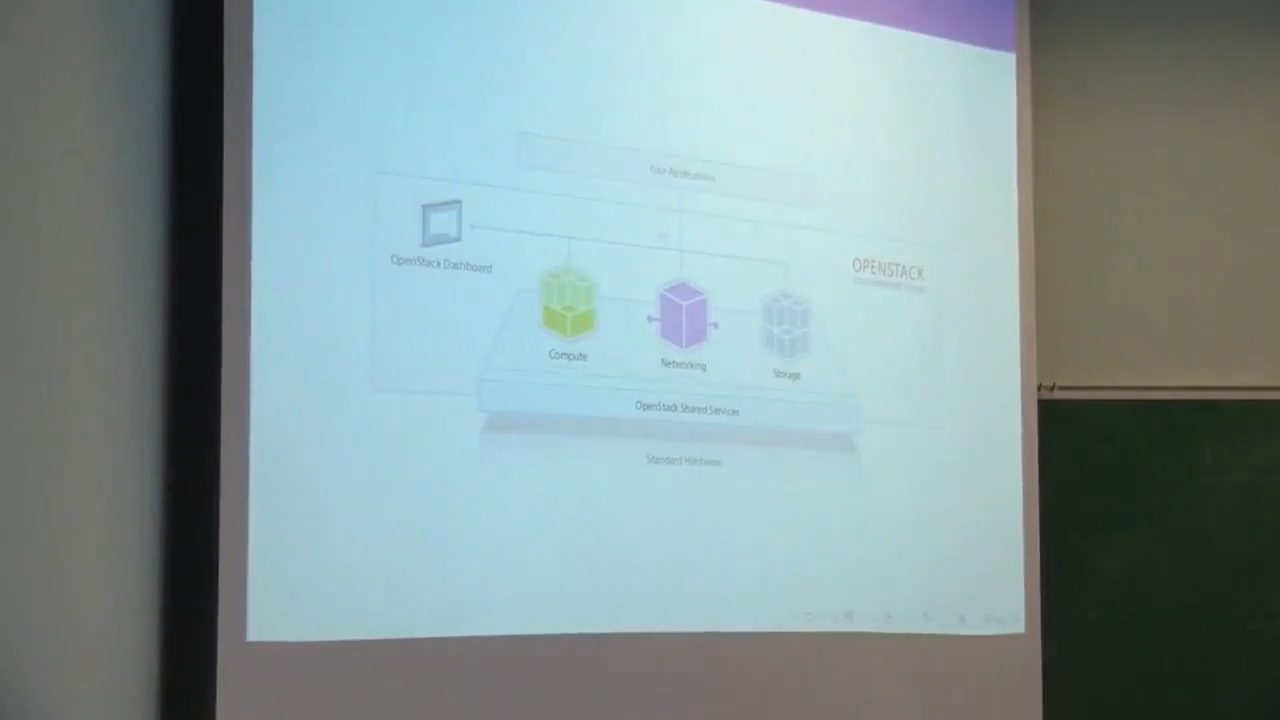 Your Applications
OpenStack Dashboard
OPENSTACK
Compute
Networking
Storage
OpenStack Shared Services
Standard Hardware